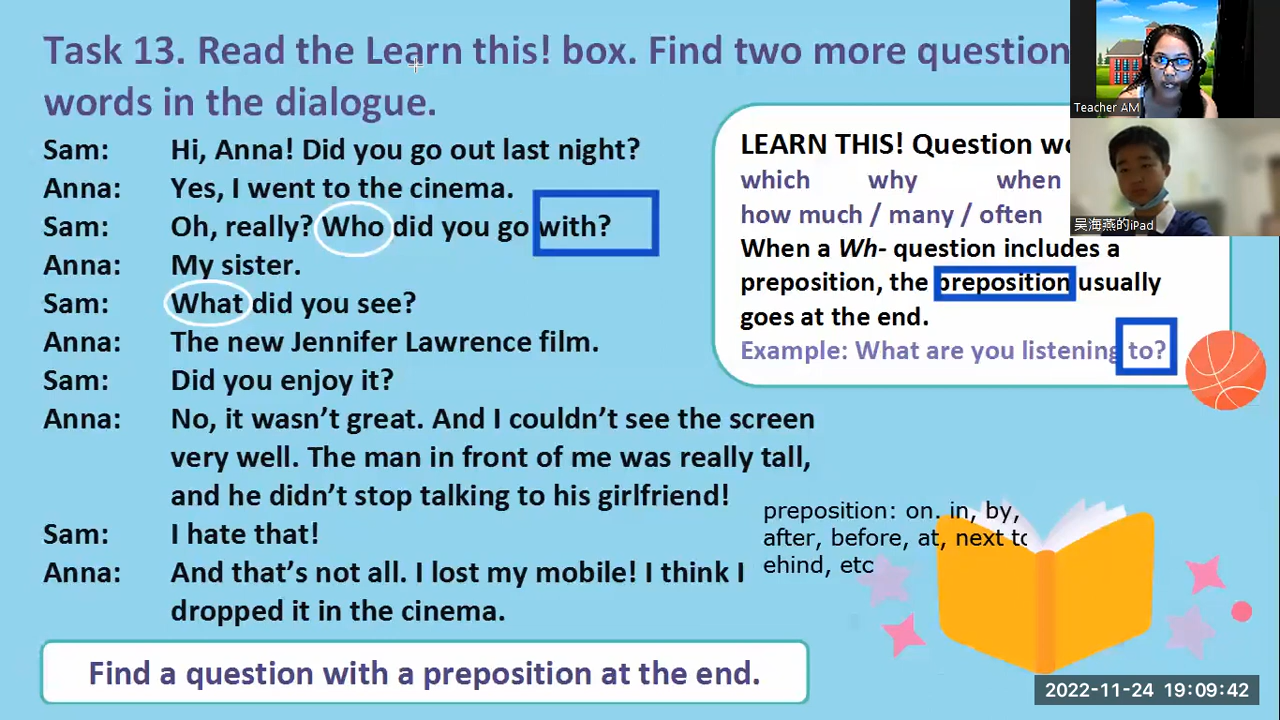 Task 13. Read the Learn this! box. Find two more question
words in the dialogue.
Sam: Hi, Anna! Did you go out last night?
Anna: Yes, I went to the cinema.
Sam: Oh, really? Who did you go with?
Anna: My sister.
Sam: What did you see?
Anna: The new Jennifer Lawrence film.
Sam: Did you enjoy it?
Anna: No, it wasn't great. And I couldn't see the screen
very well. The man in front of me was really tall,
and he didn't stop talking to his girlfriend!
Sam: I hate that!
Anna: And that's not all. I lost my mobile! I think I
dropped it in the cinema.
Find a question with a preposition at the end.
LEARN THIS! Question
which why when
how much / many / often
When a Wh- question includes a
preposition, the preposition usually
goes at the end.
Example: What are you listening to?
preposition: on. in, by,
after, before, at, next to
ehind, etc
Teacher AM
吴海燕的iPad
2022-11-24 19:09:42